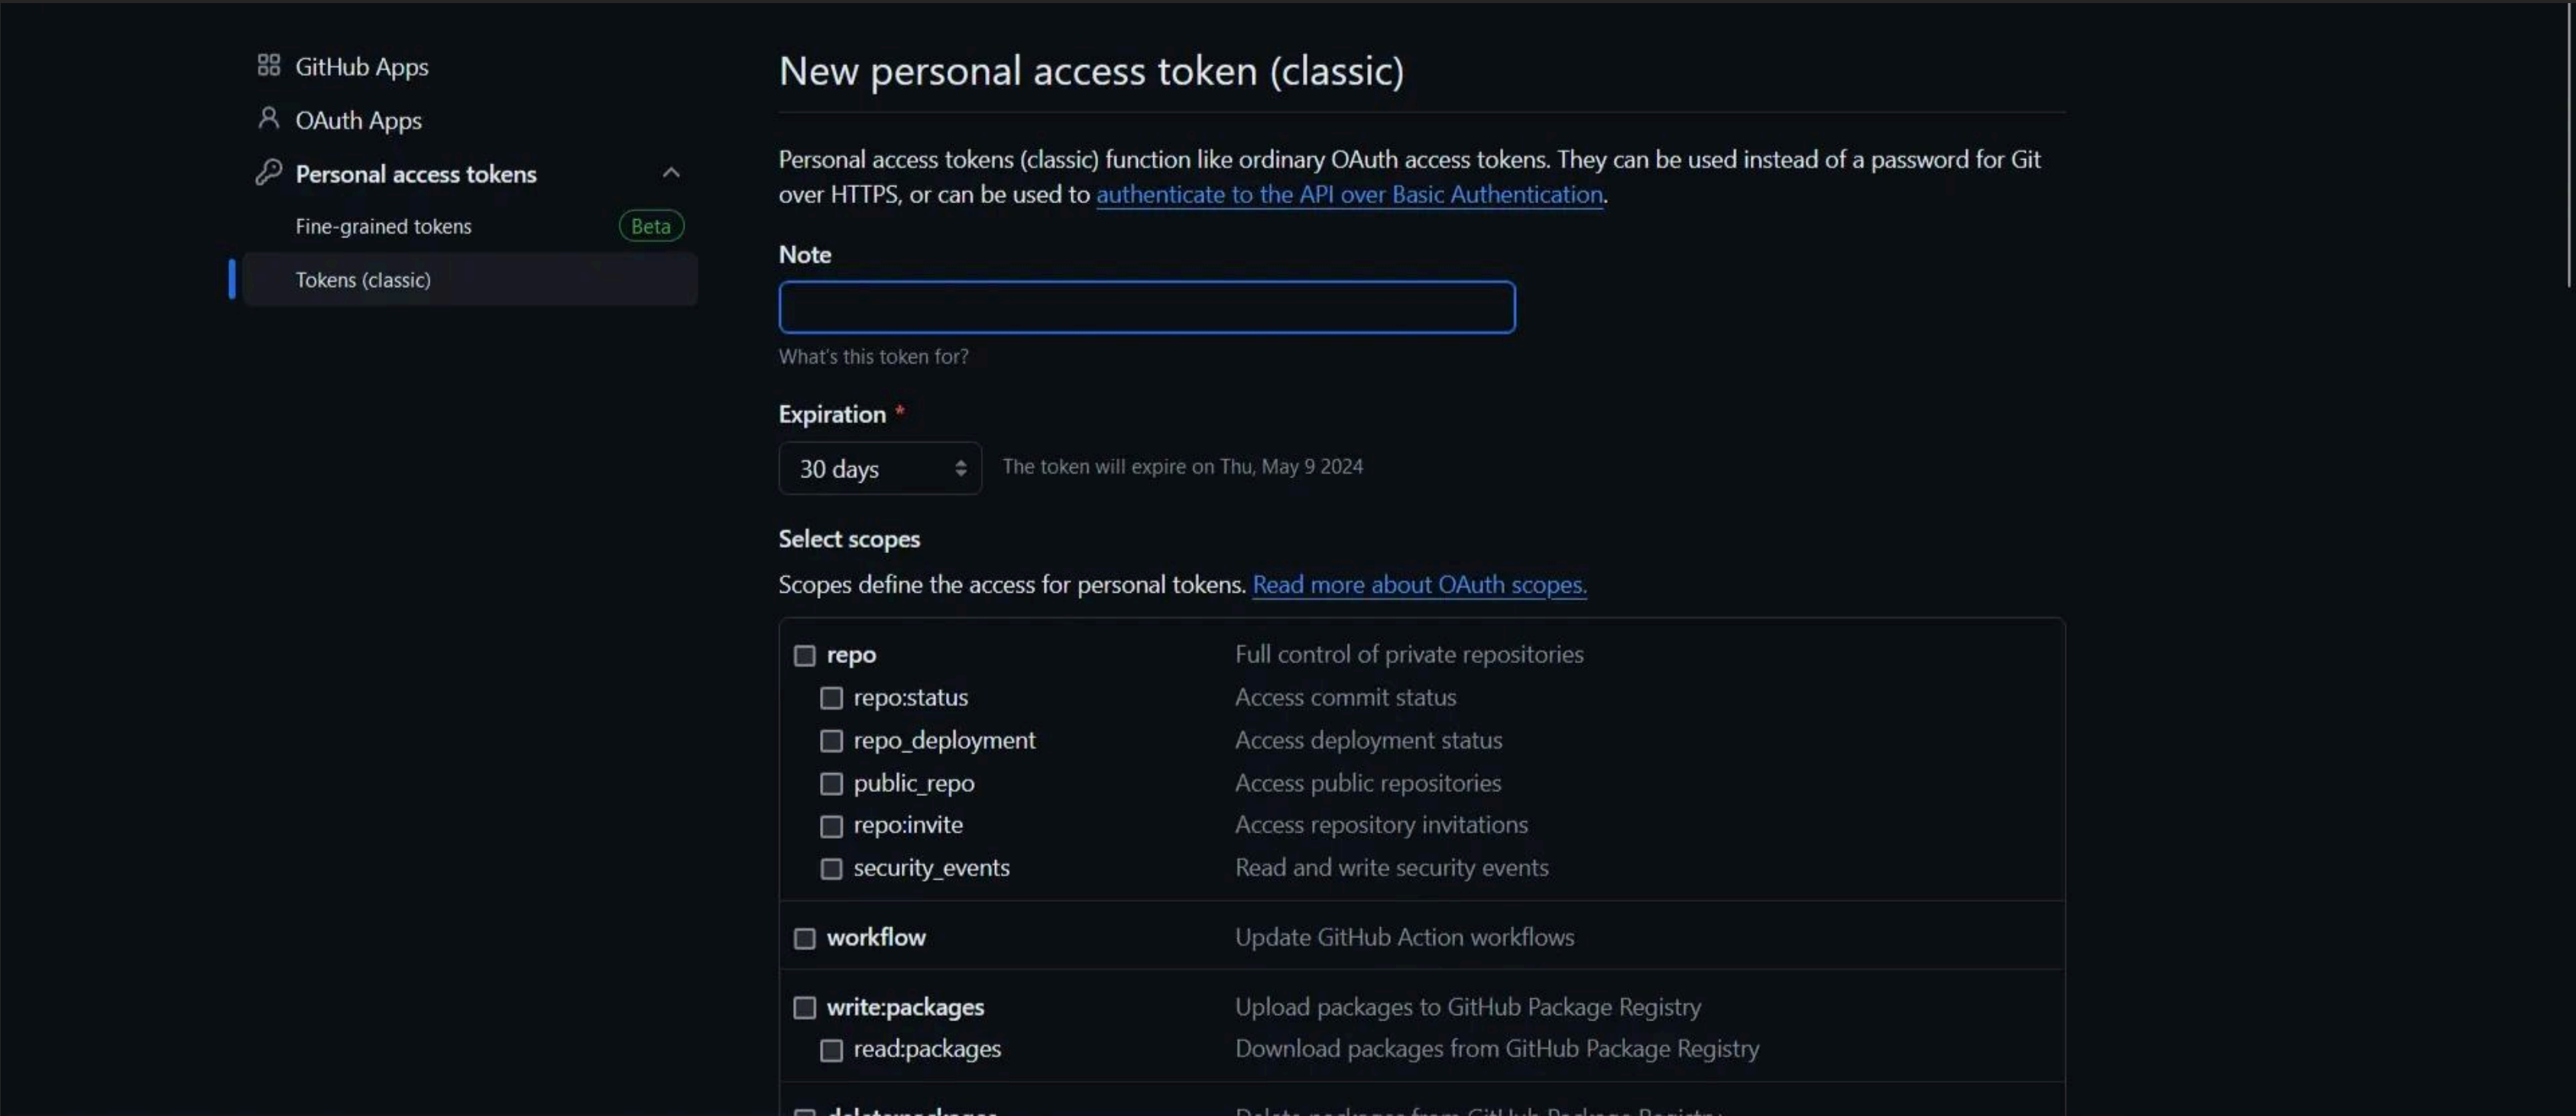 GitHub Apps
OAuth Apps
Personal access tokens
Fine-grained tokens Beta
Tokens (classic)
New personal access token (classic)
Personal access tokens (classic) function like ordinary OAuth access tokens. They can be used instead of a password for Git
over HTTPS, or can be used to authenticate to the API over Basic Authentication.
Note
What's this token for?
Expiration *
30 days The token will expire on Thu, May 9 2024
Select scopes
Scopes define the access for personal tokens. Read more about OAuth scopes.
repo Full control of private repositories
repo:status Access commit status
repo_deployment Access deployment status
public_repo Access public repositories
repo:invite Access repository invitations
security_events Read and write security events
workflow Update GitHub Action workflows
write:packages Upload packages to GitHub Package Registry
read:packages Download packages from GitHub Package Registry